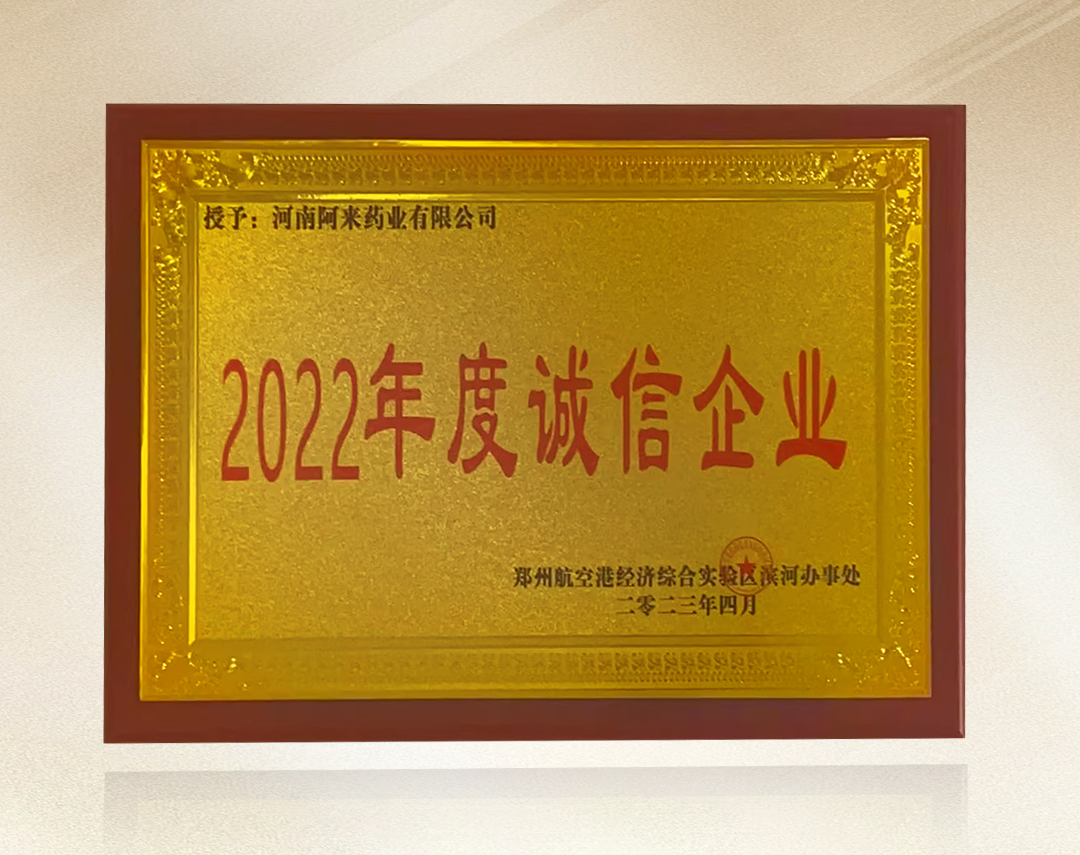 授予：河南阿来药业有限公司
2022年度诚信企业
郑州航空港经济综合实验区滨河办事处
二零二三年四月